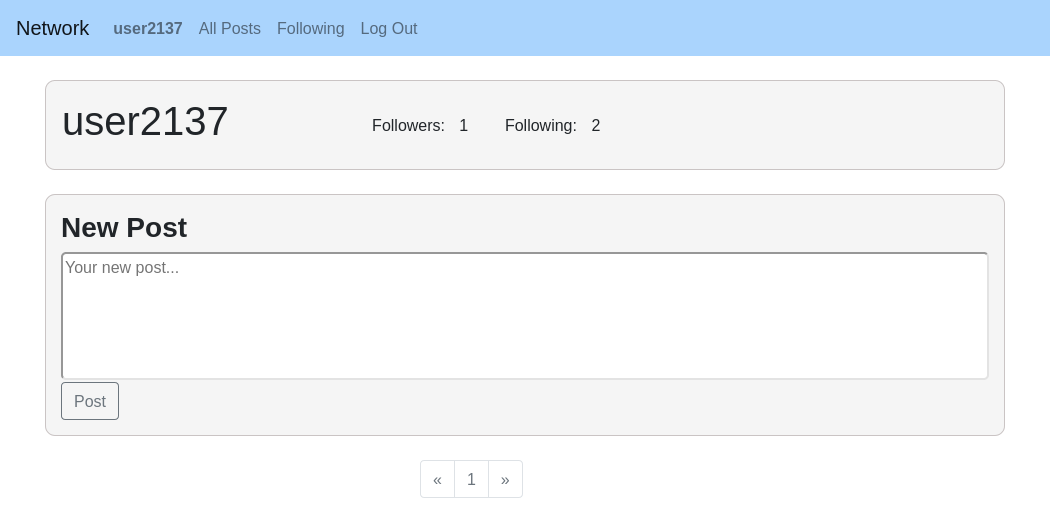 Network user2137 All Posts Following Log Out
user2137 Followers: 1 Following: 2
New Post
Your new post...
Post
« 1 »